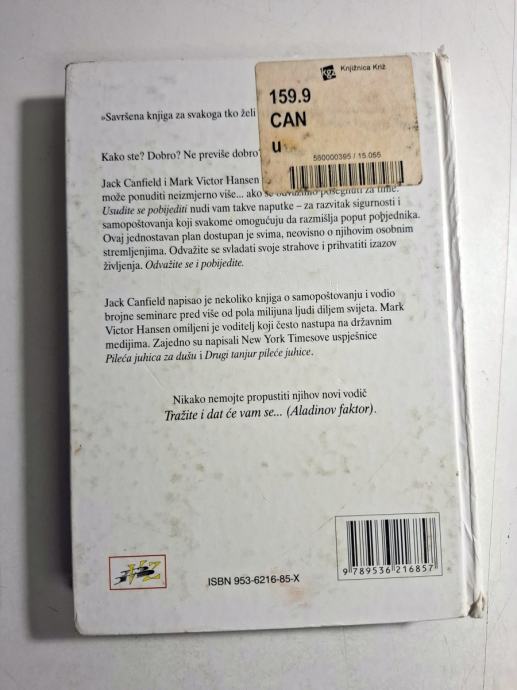 kgz Knjižnica Križ
159.9
CAN
u
560000395 / 15.055
»Savršena knjiga za svakoga tko želi
Kako ste? Dobro? Ne previše dobro?
Jack Canfield i Mark Victor Hansen
može ponuditi neizmjerno više... ako se odvažimo posegnuti za time.
Usudite se pobijediti nudi vam takve naputke – za razvitak sigurnosti i
samopoštovanja koji svakome omogućuju da razmišlja poput pobjednika.
Ovaj jednostavan plan dostupan je svima, neovisno o njihovim osobnim
stremljenjima. Odvažite se svladati svoje strahove i prihvatiti izazov
življenja. Odvažite se i pobijedite.
Jack Canfield napisao je nekoliko knjiga o samopoštovanju i vodio
brojne seminare pred više od pola milijuna ljudi diljem svijeta. Mark
Victor Hansen omiljeni je voditelj koji često nastupa na državnim
medijima. Zajedno su napisali New York Timesove uspješnice
Pileća juhica za dušu i Drugi tanjur pileće juhice.
Nikako nemojte propustiti njihov novi vodič
Tražite i dat će vam se... (Aladinov faktor).
VZ
ISBN 953-6216-85-X
9 789536 216857